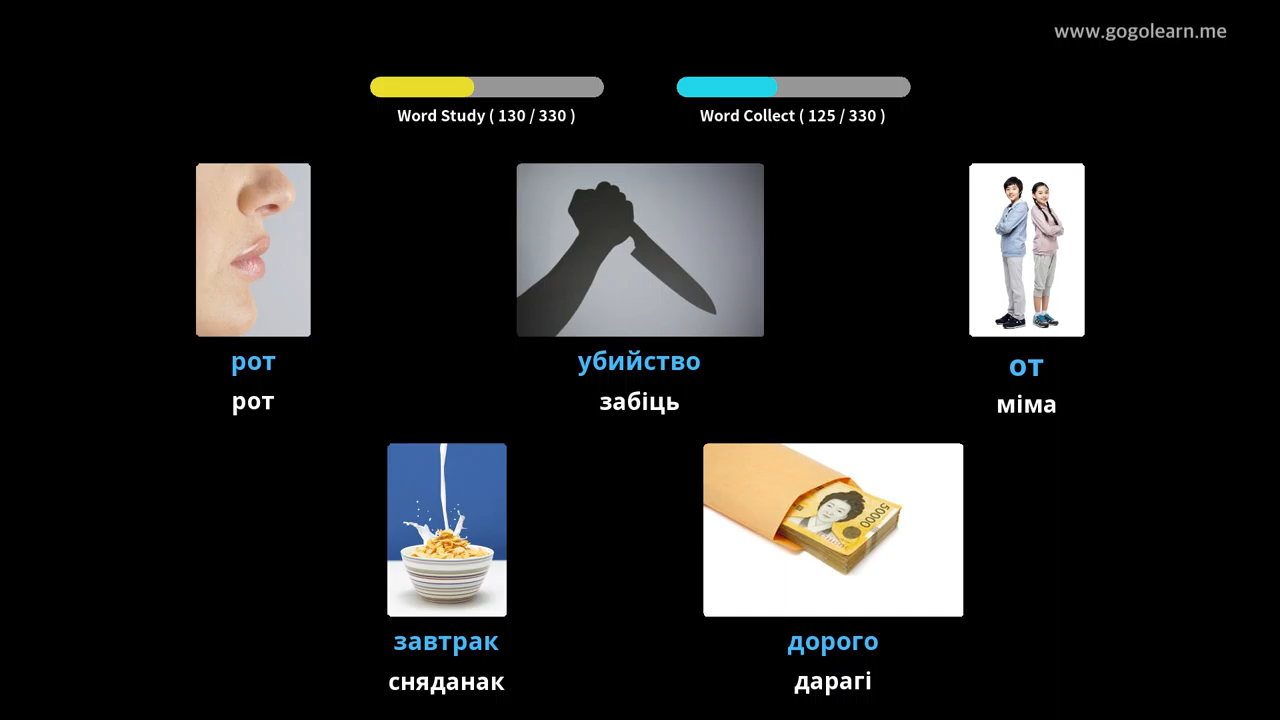 www.gogolearn.me
Word Study ( 130 / 330 )
Word Collect ( 125 / 330 )
рот
рот
убийство
забіць
от
міма
завтрак
сняданак
дорого
дарагі
50000